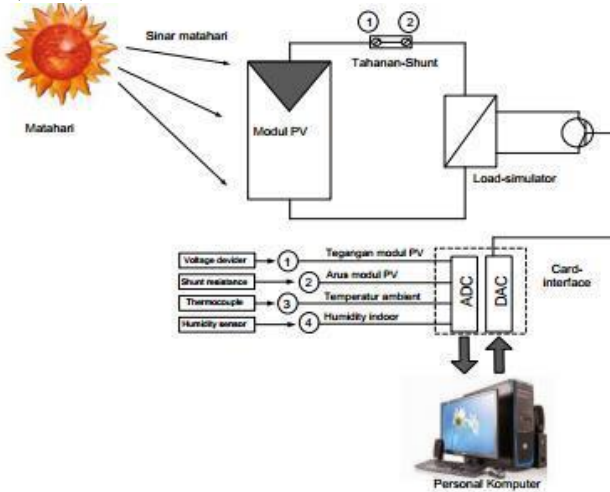 Sinar matahari
1
2
Tahanan-Shunt
Matahari
Modul PV
Load-simulator
Voltage devider
1
Tegangan modul PV
Shunt resistance
2
Arus modul PV
Thermocouple
3
Temperatur ambient
Humidity sensor
4
Humidity indoor
ADC
DAC
Card-
interface
Personal Komputer